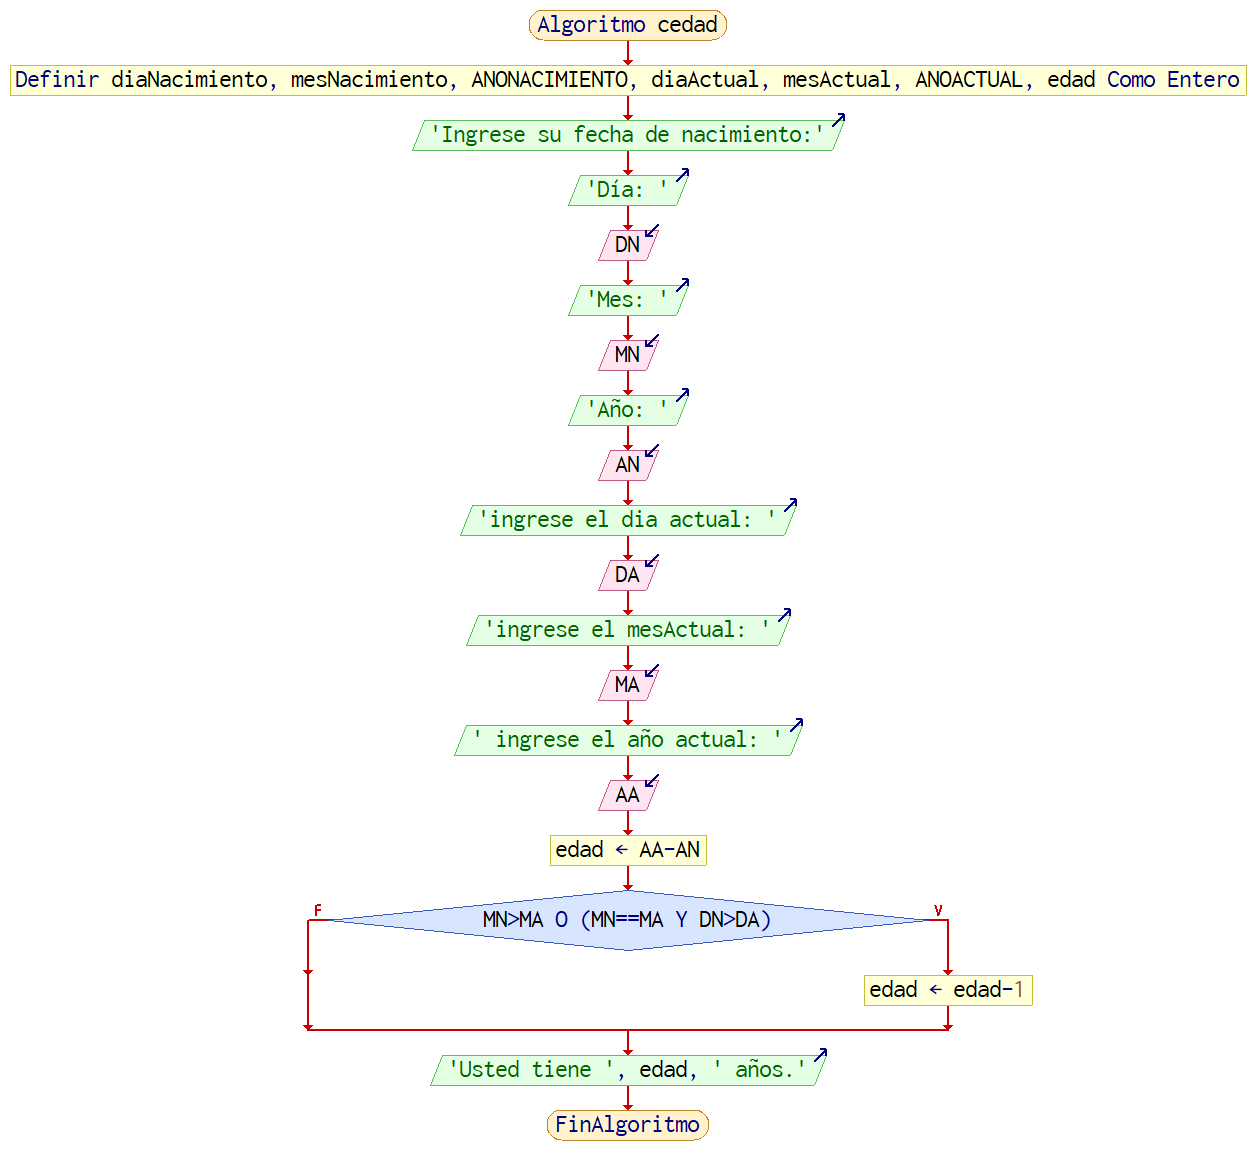 Algoritmo cedad
Definir diaNacimiento, mesNacimiento, ANONACIMIENTO, diaActual, mesActual, ANOACTUAL, edad Como Entero
'Ingrese su fecha de nacimiento:'
'Día: '
DN
'Mes: '
MN
'Año: '
AN
'ingrese el dia actual: '
DA
'ingrese el mesActual: '
MA
' ingrese el año actual: '
AA
edad ← AA-AN
F
MN>MA O (MN==MA Y DN>DA)
V
edad ← edad-1
'Usted tiene ', edad, ' años.'
FinAlgoritmo